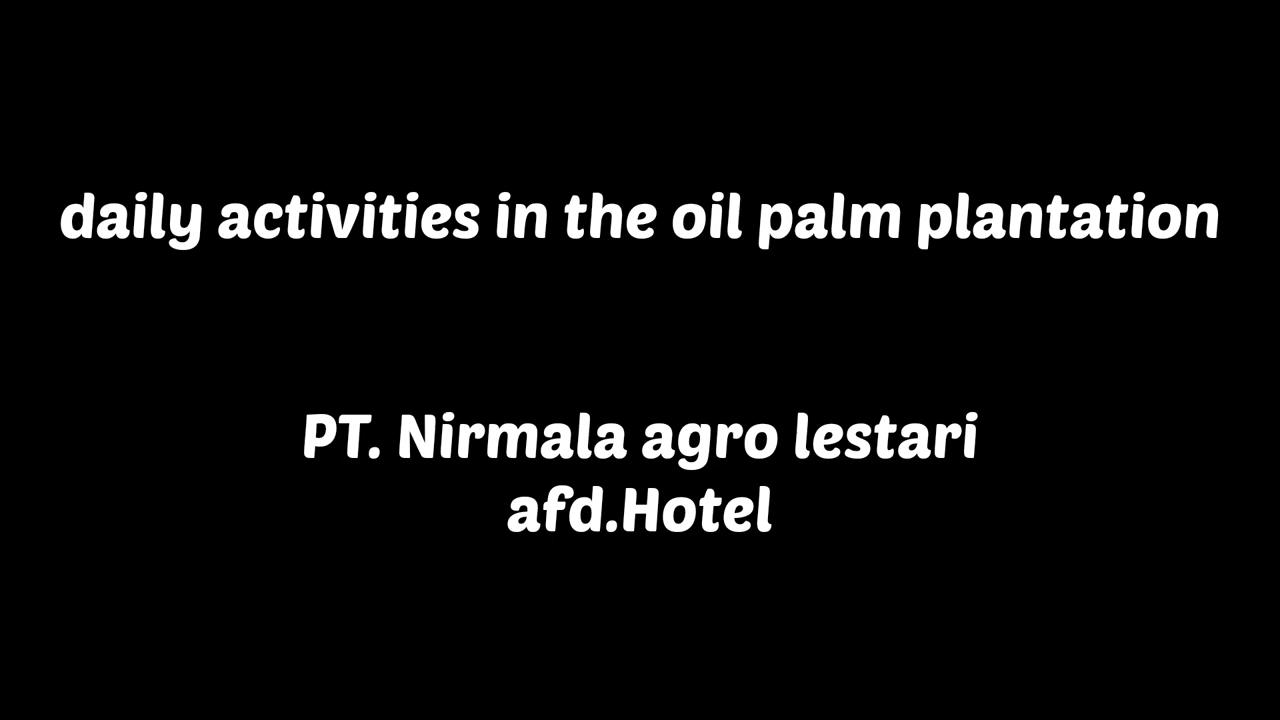 daily activities in the oil palm plantation
PT. Nirmala agro lestari
afd.Hotel